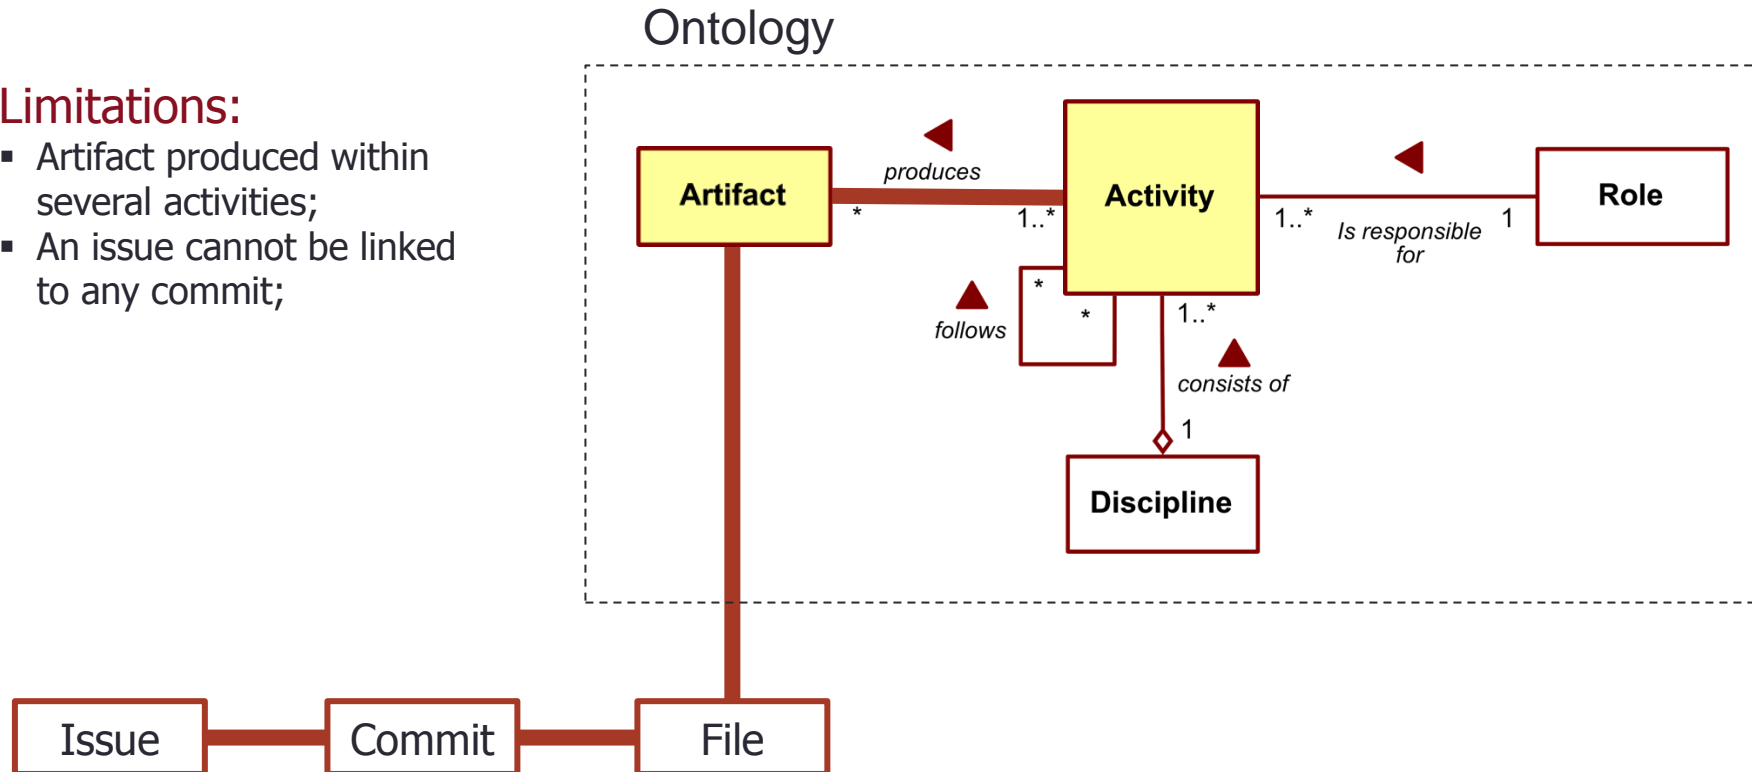 Ontology
Limitations:
▪ Artifact produced within
several activities;
▪ An issue cannot be linked
to any commit;
Artifact
produces
*
1..*
Activity
1..*
Is responsible
for
1
Role
follows
*
*
1..*
consists of
1
Discipline
Issue
Commit
File